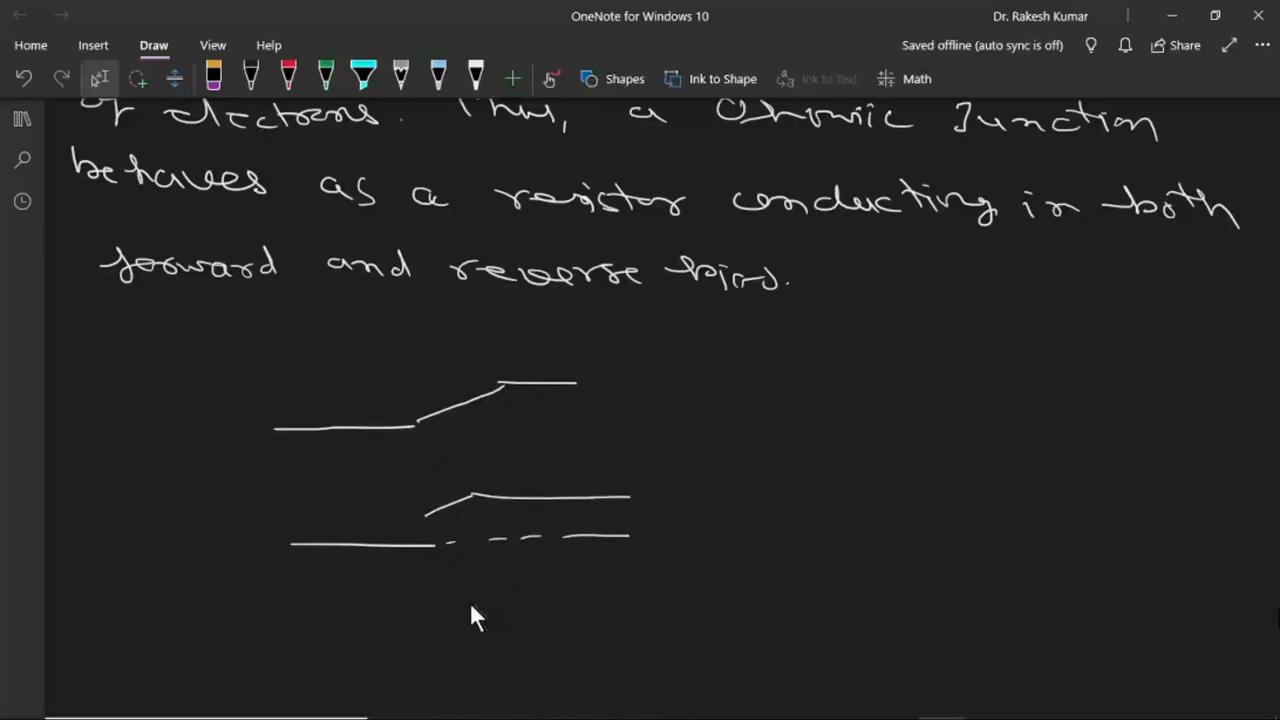 OneNote for Windows 10
Dr. Rakesh Kumar
Home Insert Draw View Help
Saved offline (auto sync is off)
Share
Shapes
Ink to Shape
Ink to Text
Math
of electrons. Thus, a Ohmic Junction
behaves as a resistor conducting in both
forward and reverse bias.